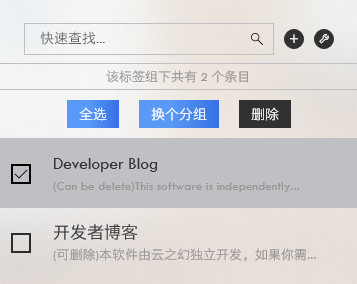 快速查找...
该标签组下共有 2 个条目
全选 换个分组 删除
Developer Blog
(Can be delete)This software is independently...
开发者博客
(可删除)本软件由云之幻独立开发，如果你需...